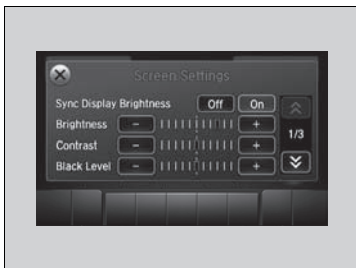 Screen Settings
Sync Display Brightness Off On
Brightness - +
1/3
Contrast - +
Black Level - +